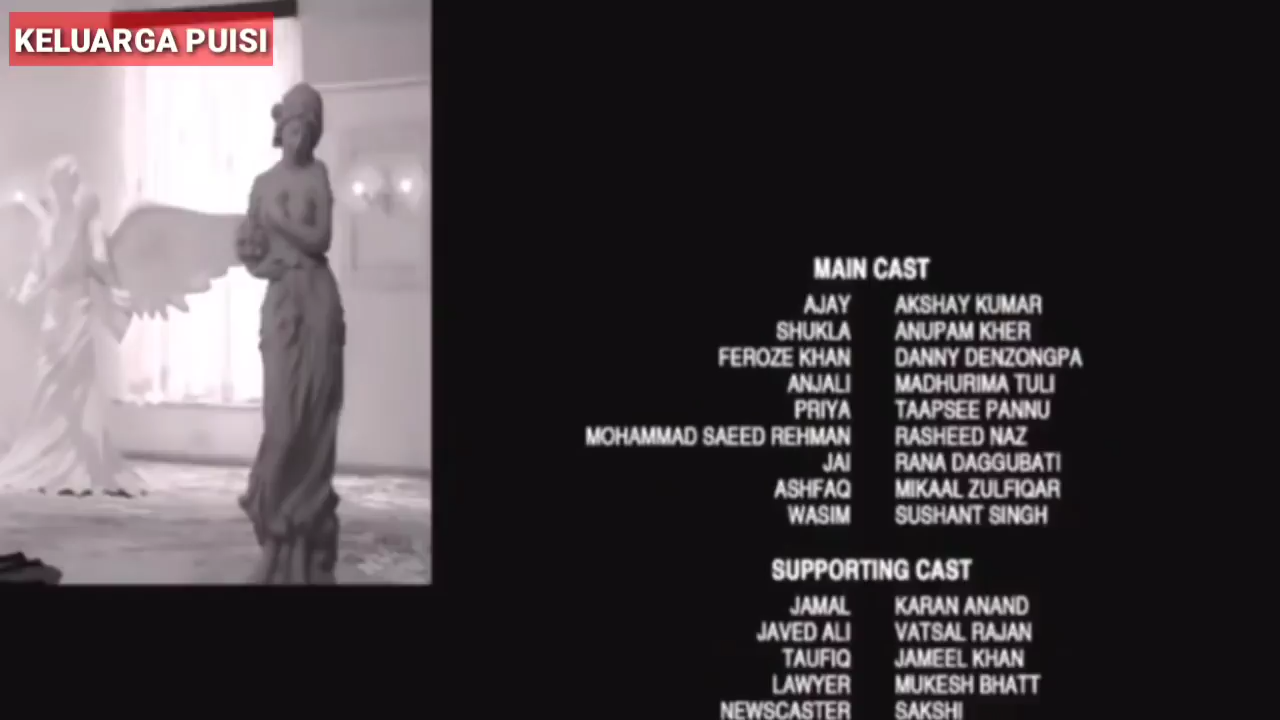 KELUARGA PUISI
MAIN CAST
AJAY AKSHAY KUMAR
SHUKLA ANUPAM KHER
FEROZE KHAN DANNY DENZONGPA
ANJALI MADHURIMA TULI
PRIYA TAAPSEE PANNU
MOHAMMAD SAEED REHMAN RASHEED NAZ
JAI RANA DAGGUBATI
ASHFAQ MIKAAL ZULFIQAR
WASIM SUSHANT SINGH
SUPPORTING CAST
JAMAL KARAN ANAND
JAVED ALI VATSAL RAJAN
TAUFIQ JAMEEL KHAN
LAWYER MUKESH BHATT
NEWSCASTER SAKSHI